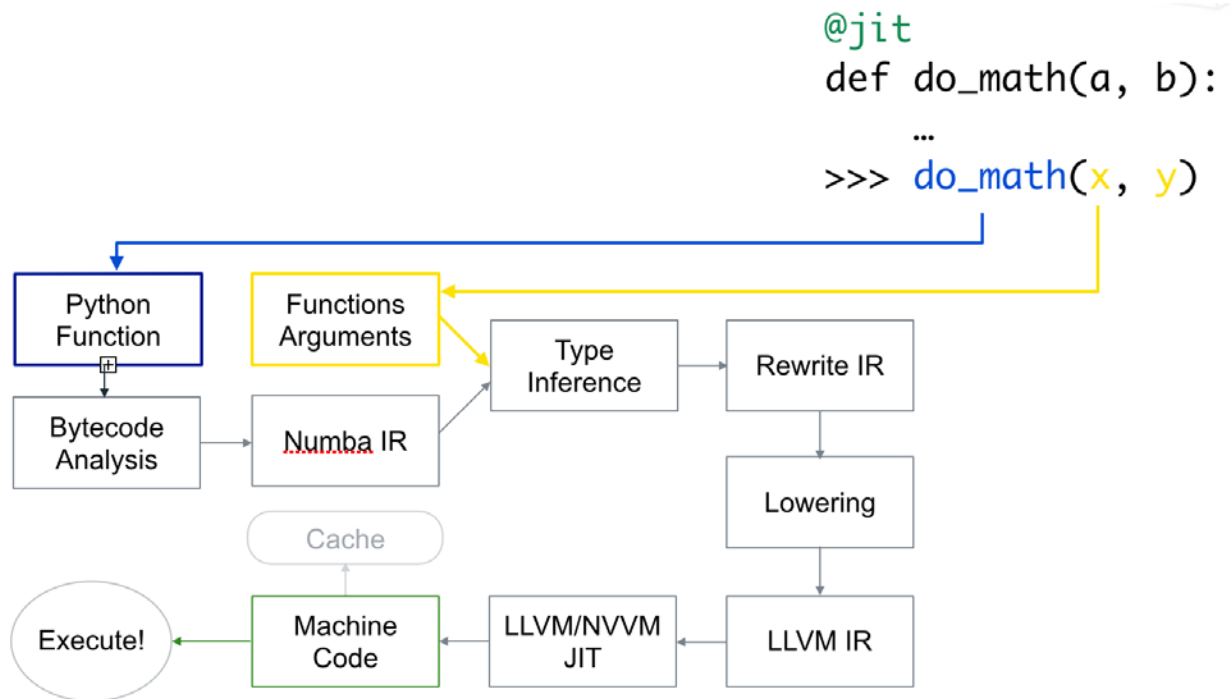 @jit
def do_math(a, b):
…
>>> do_math(x, y)
Python
Function
Functions
Arguments
Type
Inference
Rewrite IR
Bytecode
Analysis
Numba IR
Lowering
Cache
Execute!
Machine
Code
LLVM/NVVM
JIT
LLVM IR